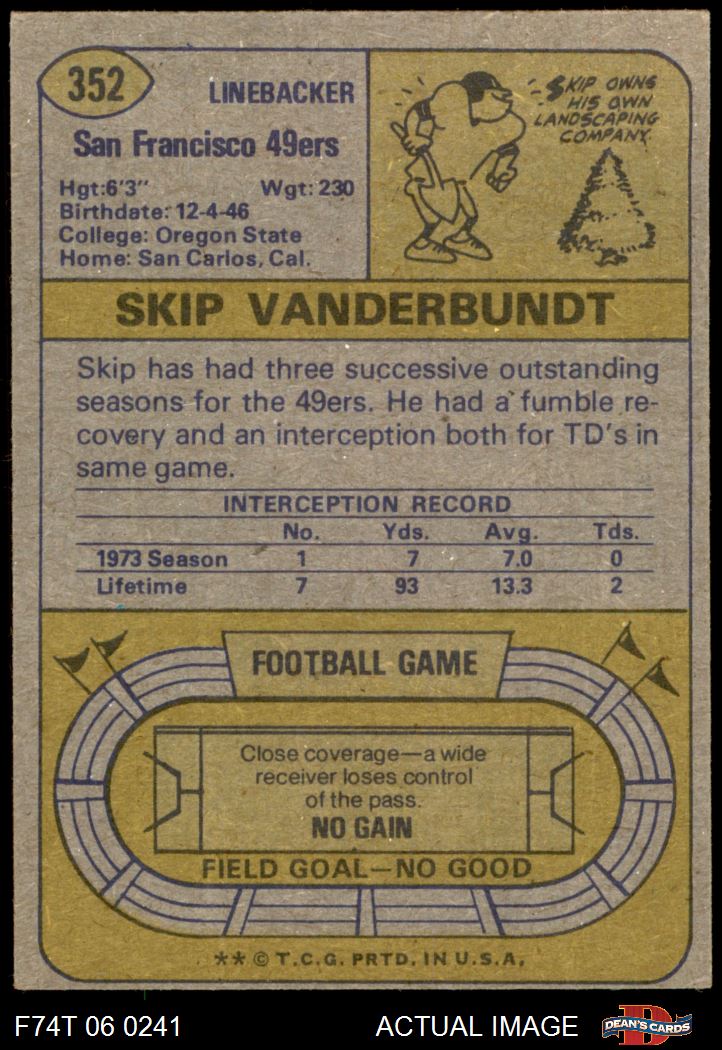 352
LINEBACKER
San Francisco 49ers
Hgt:6'3" Wgt:230
Birthdate: 12-4-46
College: Oregon State
Home: San Carlos, Cal.
SKIP OWNS
HIS OWN
LANDSCAPING
COMPANY.
SKIP VANDERBUNDT
Skip has had three successive outstanding
seasons for the 49ers. He had a fumble re-
covery and an interception both for TD's in
same game.
INTERCEPTION RECORD
No. Yds. Avg. Tds.
1973 Season 1 7 7.0 0
Lifetime 7 93 13.3 2
FOOTBALL GAME
Close coverage—a wide
receiver loses control
of the pass.
NO GAIN
FIELD GOAL—NO GOOD
** © T.C.G. PRTD. IN U.S.A.
F74T 06 0241 ACTUAL IMAGE
D
DEAN'S CARDS